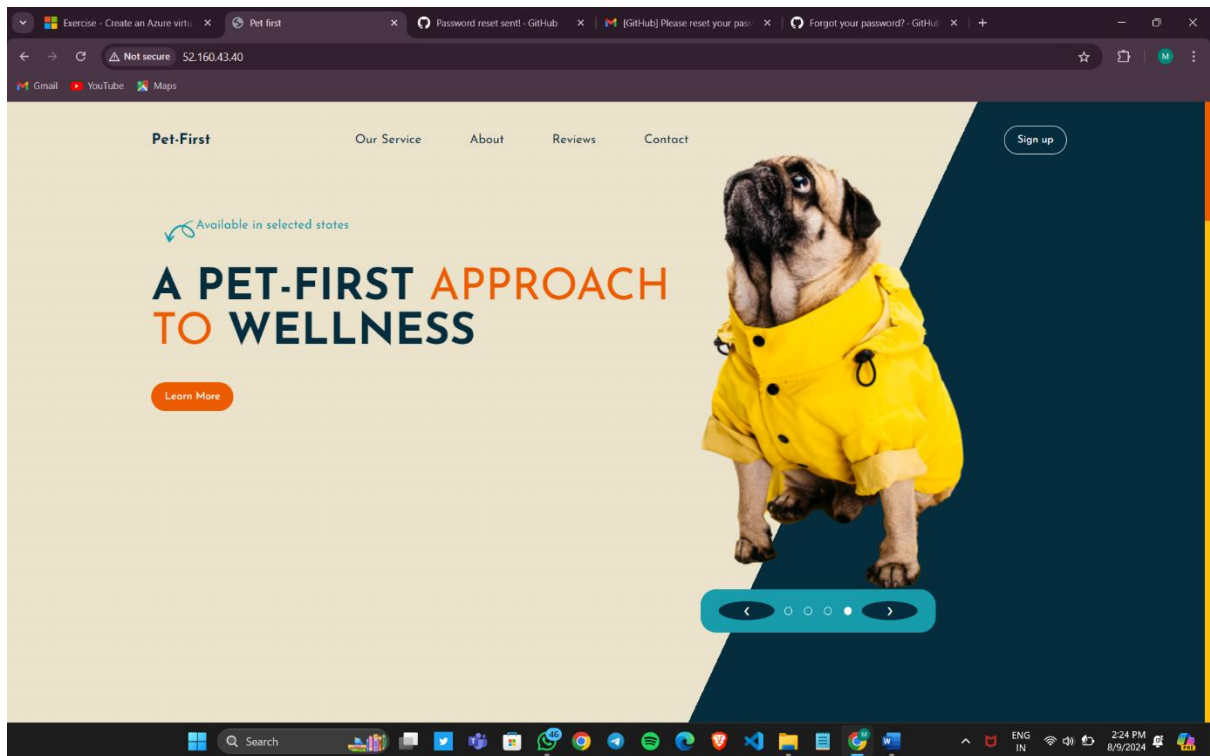 Exercise - Create an Azure virtu
Pet first
Password reset sent! · GitHub
[GitHub] Please reset your pass
Forgot your password? · GitHub
Not secure
52.160.43.40
Gmail
YouTube
Maps
Pet-First
Our Service
About
Reviews
Contact
Sign up
Available in selected states
A PET-FIRST APPROACH
TO WELLNESS
Learn More
Search
46
ENG
IN
2:24 PM
8/9/2024